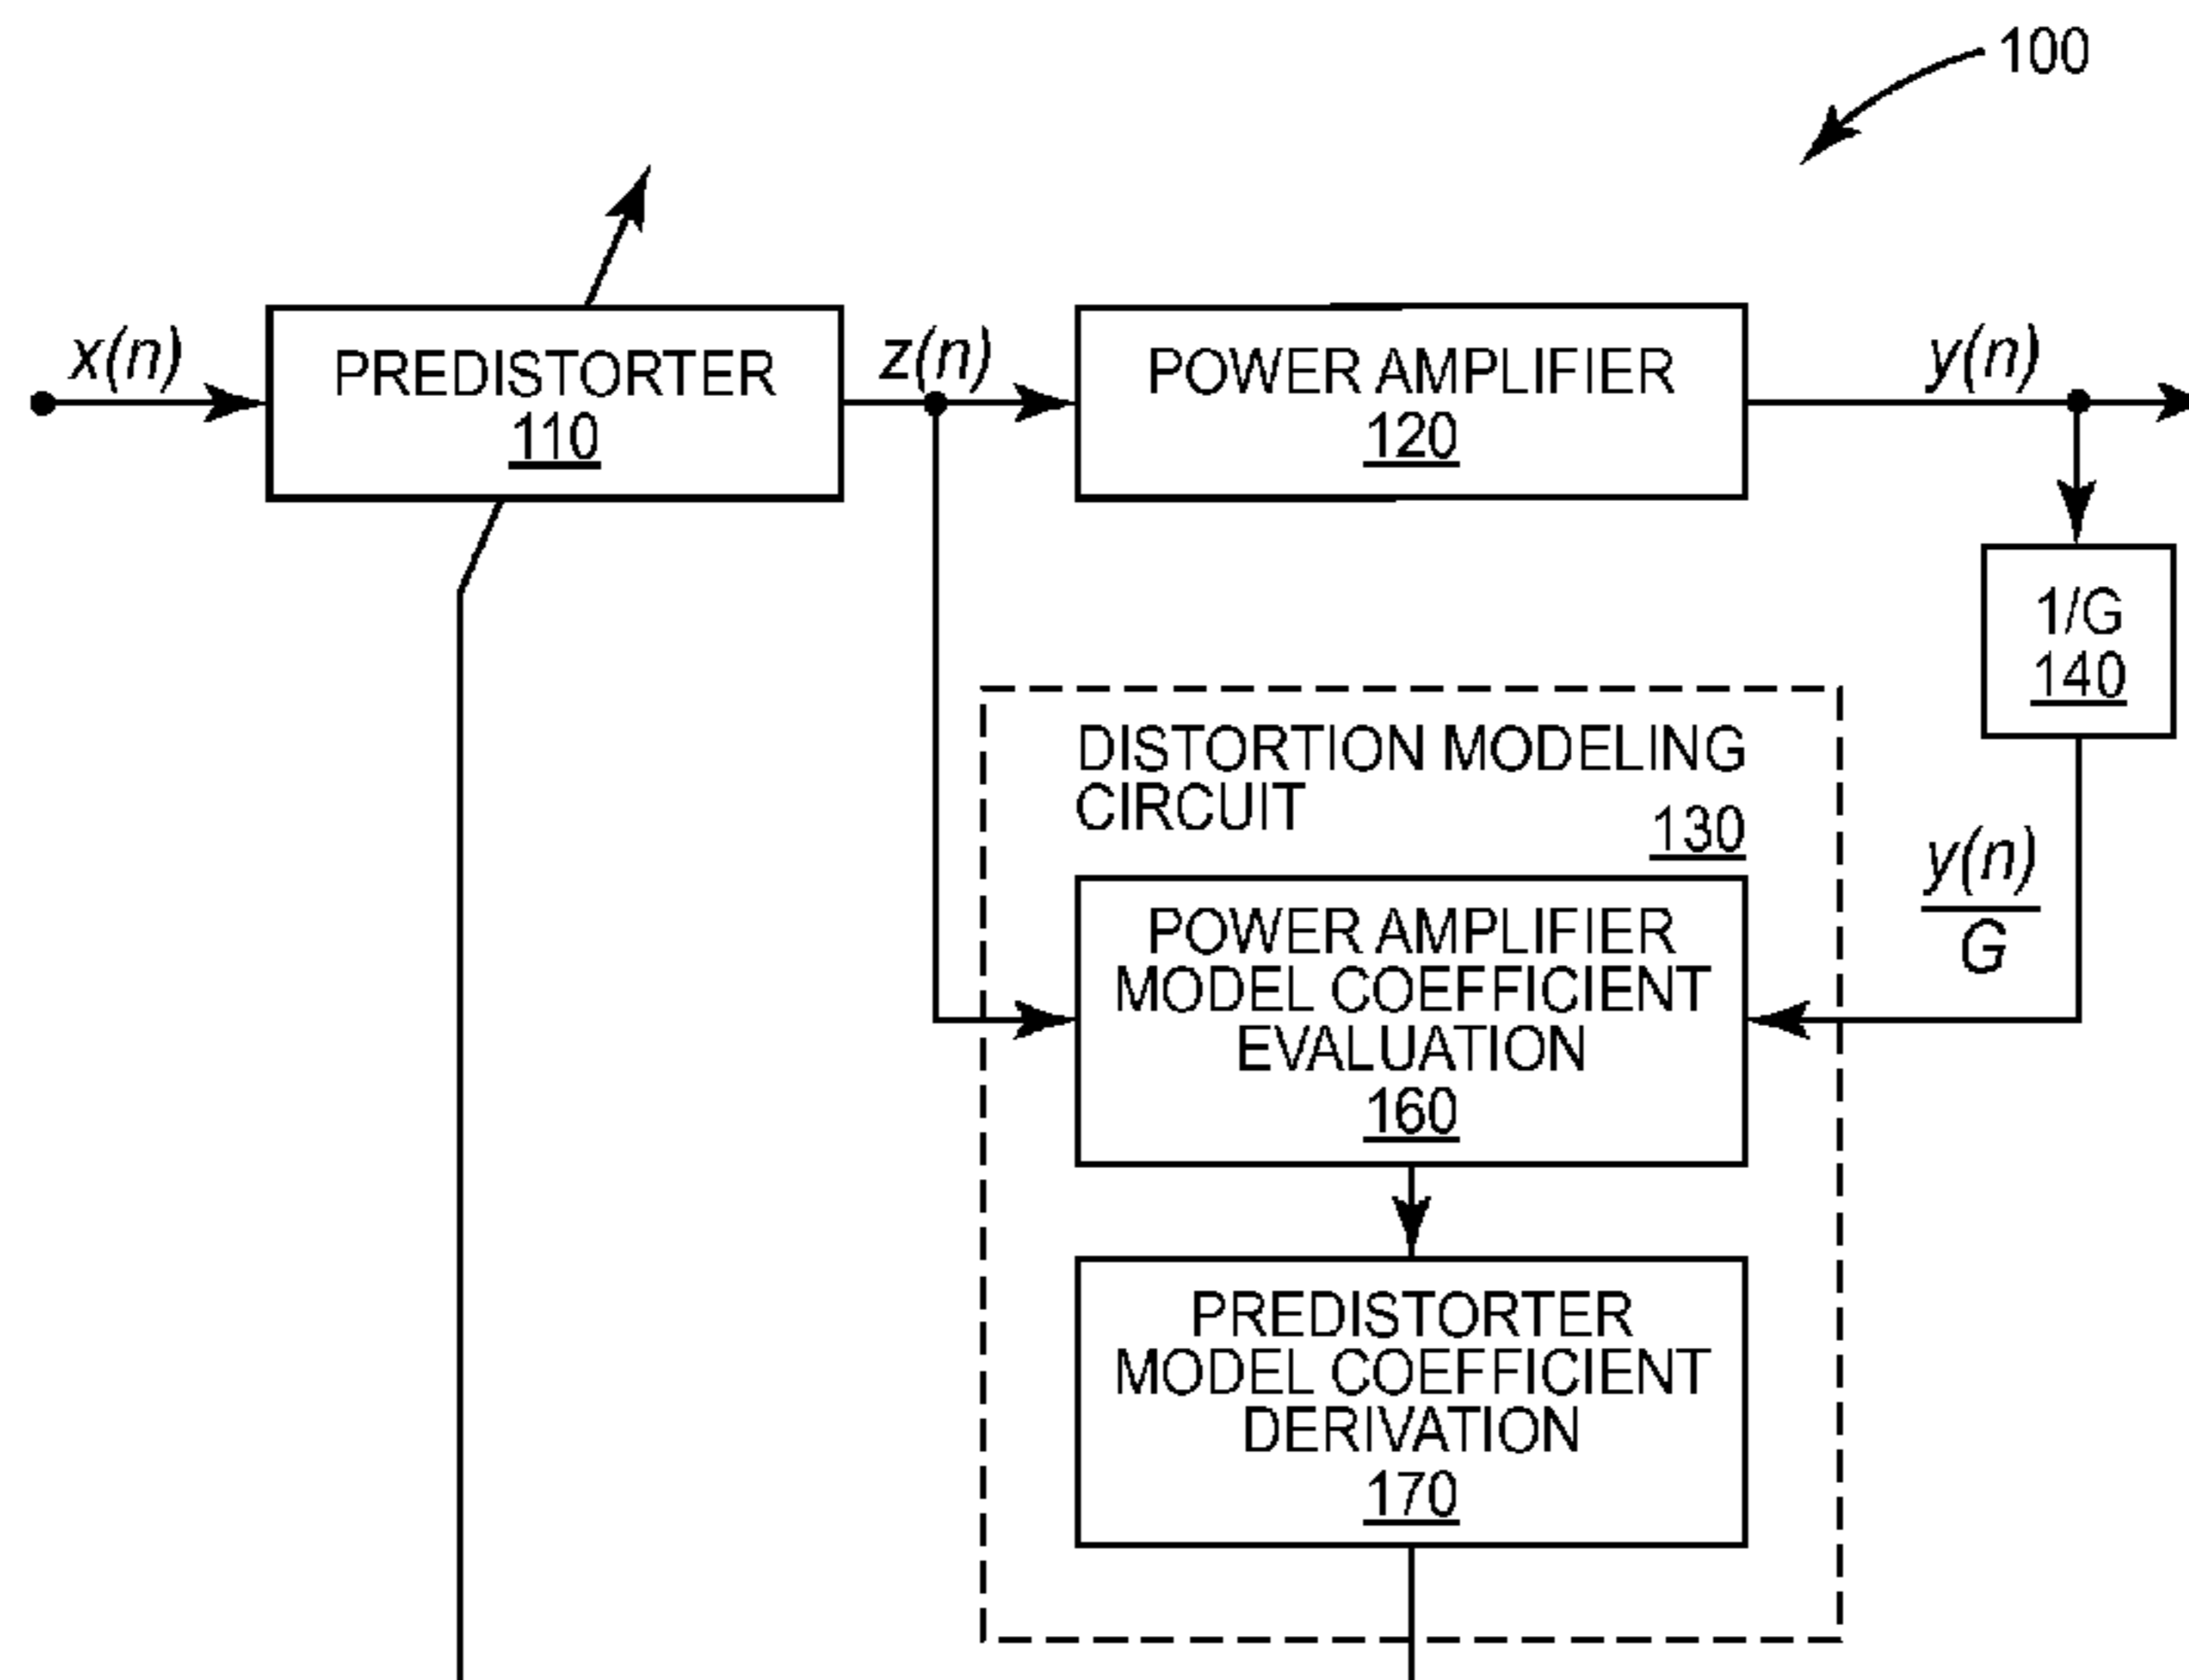 100
x(n)
PREDISTORTER
110
z(n)
POWER AMPLIFIER
120
y(n)
1/G
140
DISTORTION MODELING
CIRCUIT
130
y(n)
G
POWER AMPLIFIER
MODEL COEFFICIENT
EVALUATION
160
PREDISTORTER
MODEL COEFFICIENT
DERIVATION
170